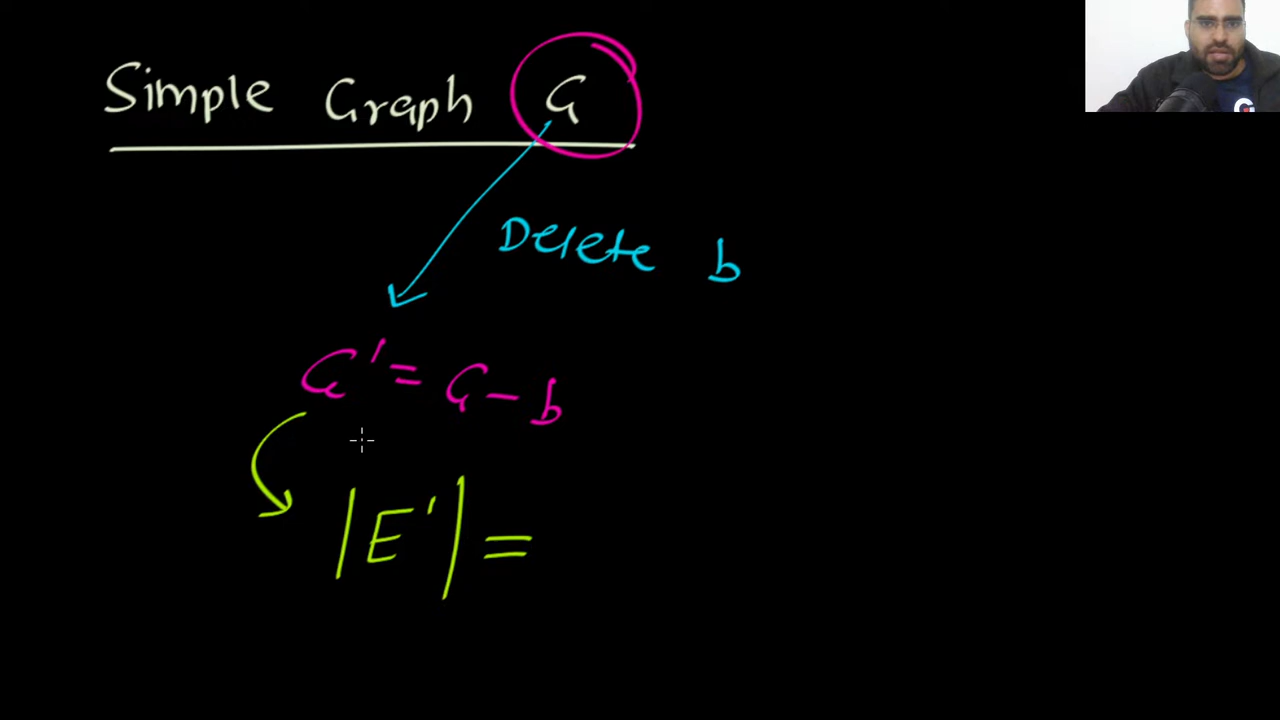 Simple Graph G
Delete b
G' = G - b
|E'| =